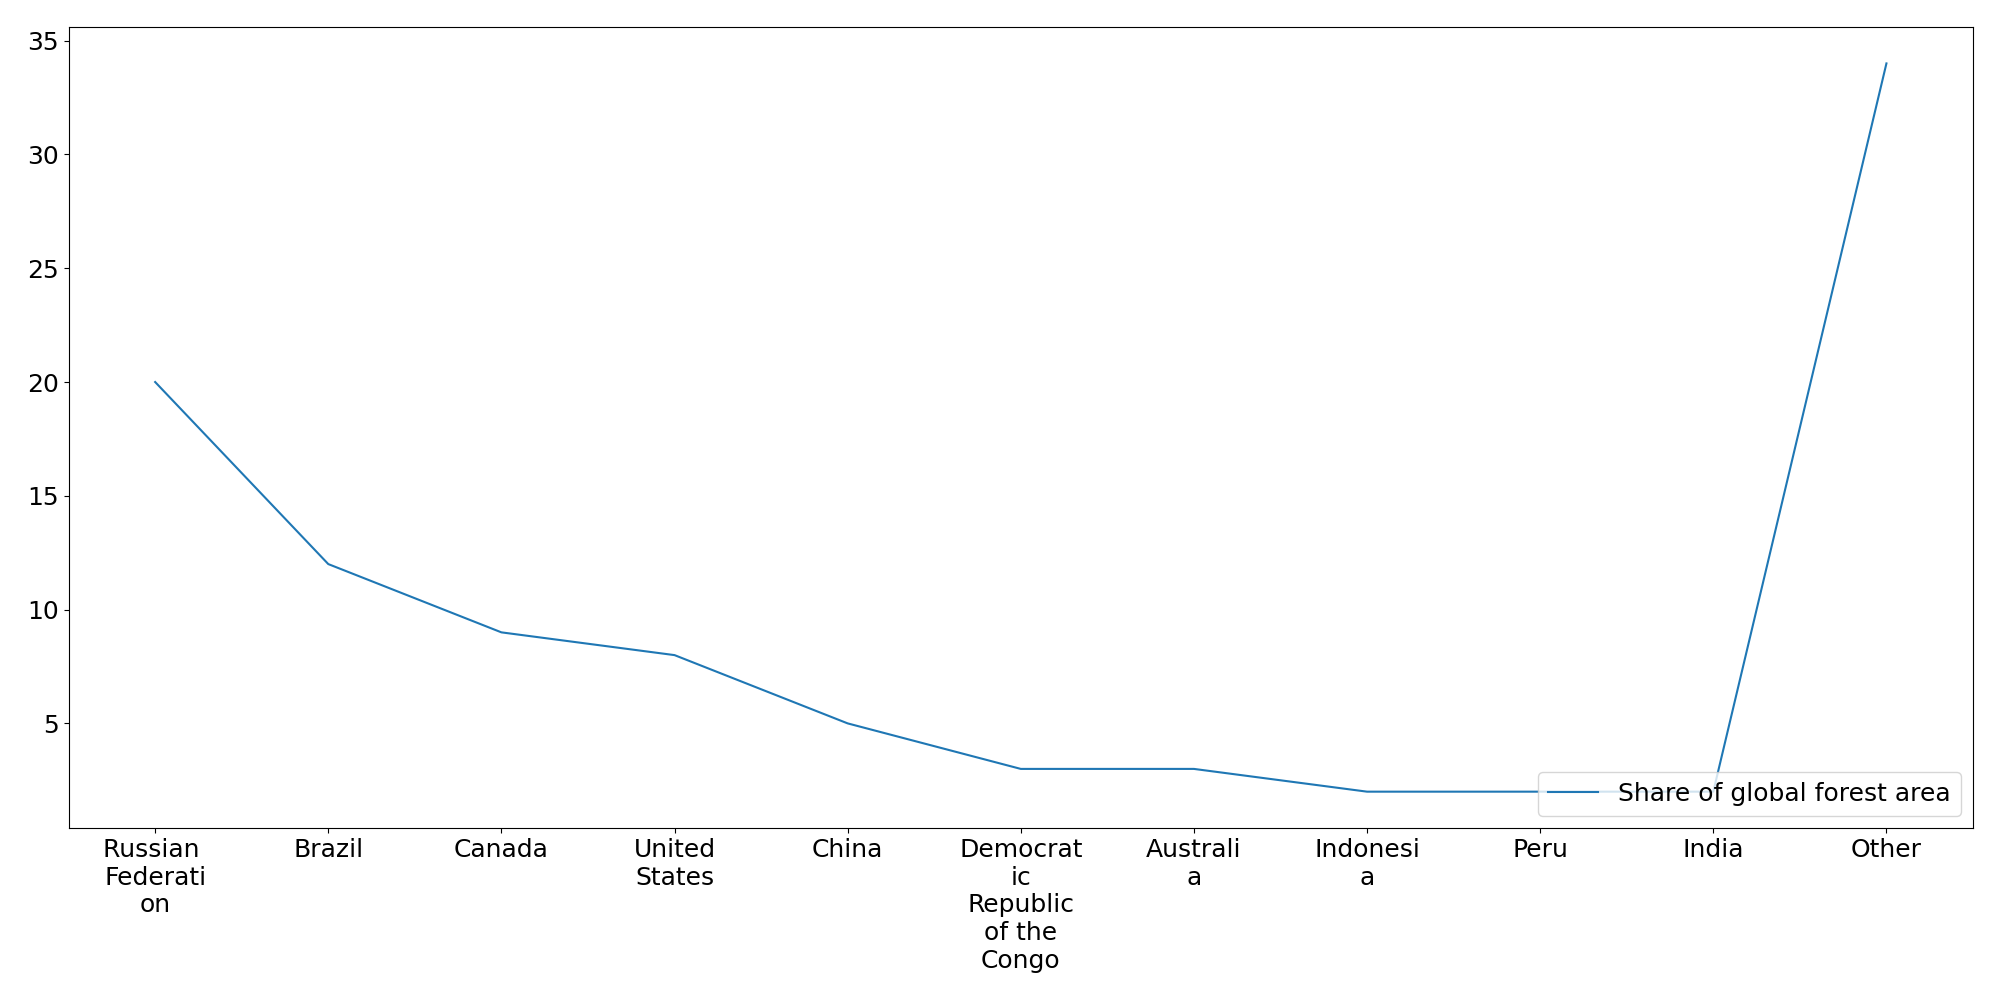 35
30
25
20
15
10
5
Share of global forest area
Russian
Federati
on
Brazil
Canada
United
States
China
Democrat
ic
Republic
of the
Congo
Australi
a
Indonesi
a
Peru
India
Other